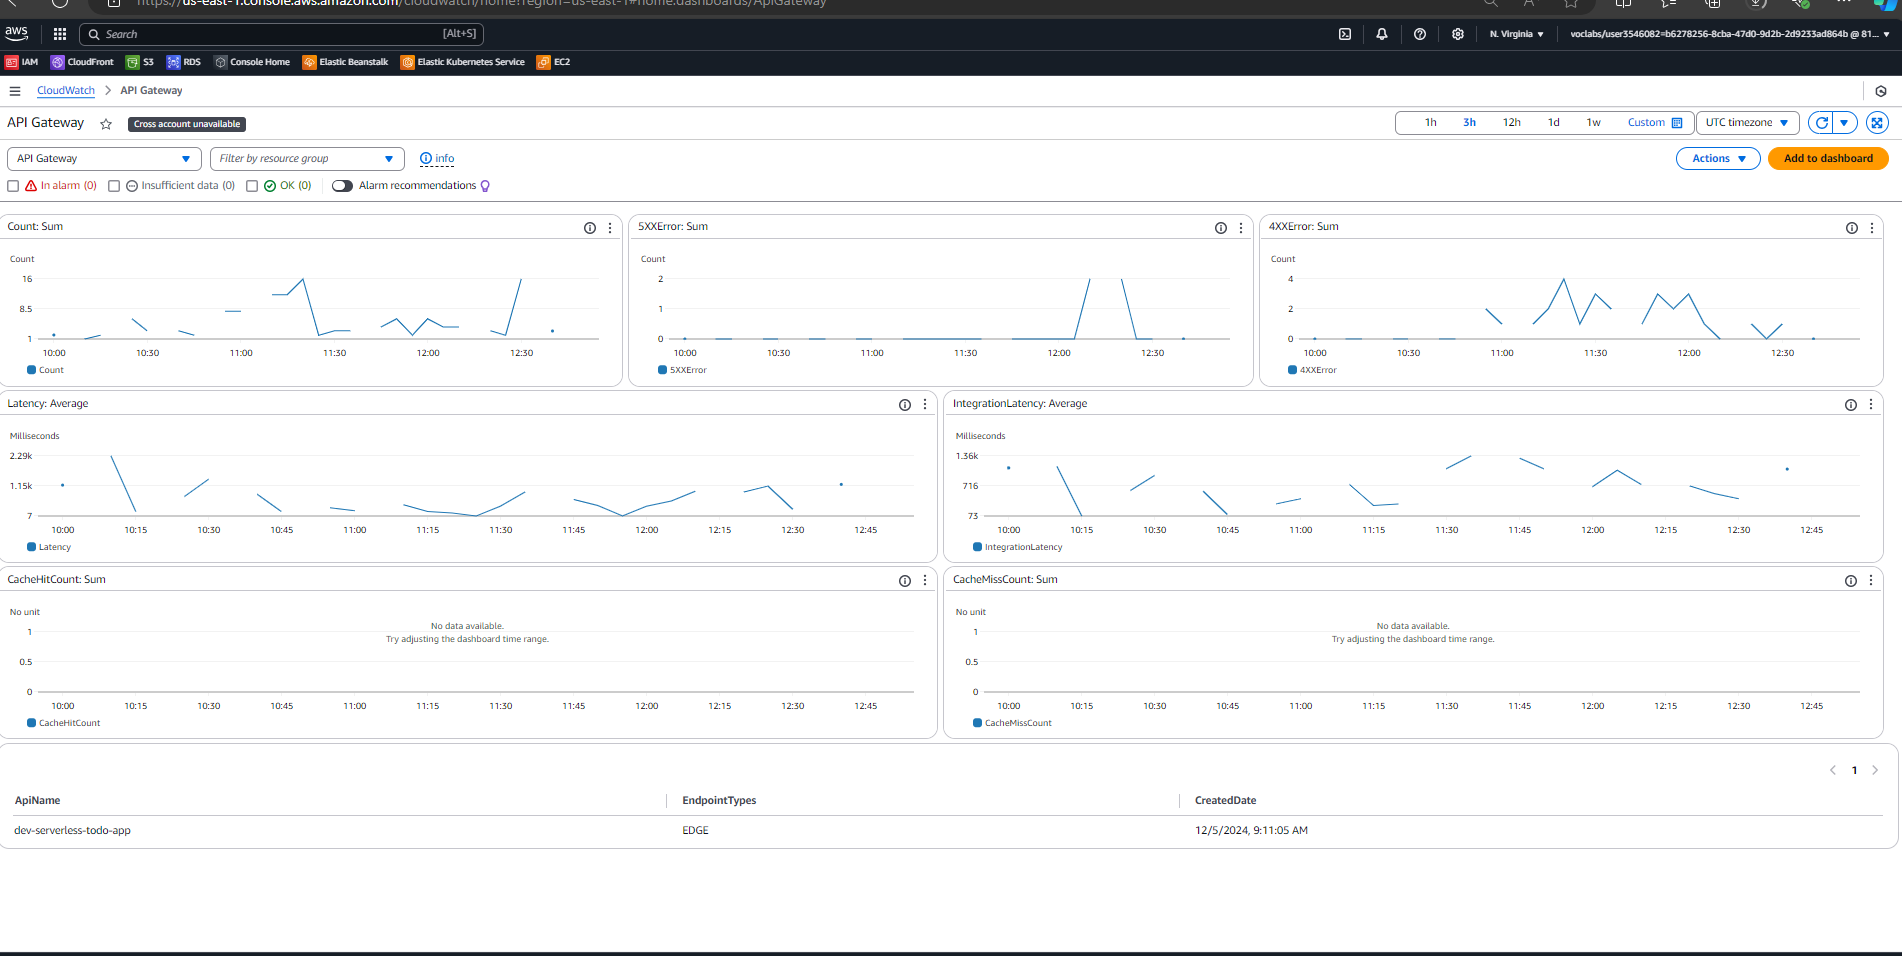 https://us-east-1.console.aws.amazon.com/cloudwatch/home?region=us-east-1#home:dashboards/ApiGateway
aws Search [Alt+S] N. Virginia voclabs/user3546082=b6278256-8cba-47d0-9d2b-2d9233ad864b @ 81...
IAM CloudFront S3 RDS Console Home Elastic Beanstalk Elastic Kubernetes Service EC2
CloudWatch API Gateway
API Gateway Cross account unavailable 1h 3h 12h 1d 1w Custom UTC timezone
API Gateway Filter by resource group info Actions Add to dashboard
In alarm (0) Insufficient data (0) OK (0) Alarm recommendations
Count: Sum
Count
16
8.5
1
10:00 10:30 11:00 11:30 12:00 12:30
Count
5XXError: Sum
Count
2
1
0
10:00 10:30 11:00 11:30 12:00 12:30
5XXError
4XXError: Sum
Count
4
2
0
10:00 10:30 11:00 11:30 12:00 12:30
4XXError
Latency: Average
Milliseconds
2.29k
1.15k
7
10:00 10:15 10:30 10:45 11:00 11:15 11:30 11:45 12:00 12:15 12:30 12:45
Latency
IntegrationLatency: Average
Milliseconds
1.36k
716
73
10:00 10:15 10:30 10:45 11:00 11:15 11:30 11:45 12:00 12:15 12:30 12:45
IntegrationLatency
CacheHitCount: Sum
No unit
No data available.
Try adjusting the dashboard time range.
1
0.5
0
10:00 10:15 10:30 10:45 11:00 11:15 11:30 11:45 12:00 12:15 12:30 12:45
CacheHitCount
CacheMissCount: Sum
No unit
No data available.
Try adjusting the dashboard time range.
1
0.5
0
10:00 10:15 10:30 10:45 11:00 11:15 11:30 11:45 12:00 12:15 12:30 12:45
CacheMissCount
1
ApiName EndpointTypes CreatedDate
dev-serverless-todo-app EDGE 12/5/2024, 9:11:05 AM